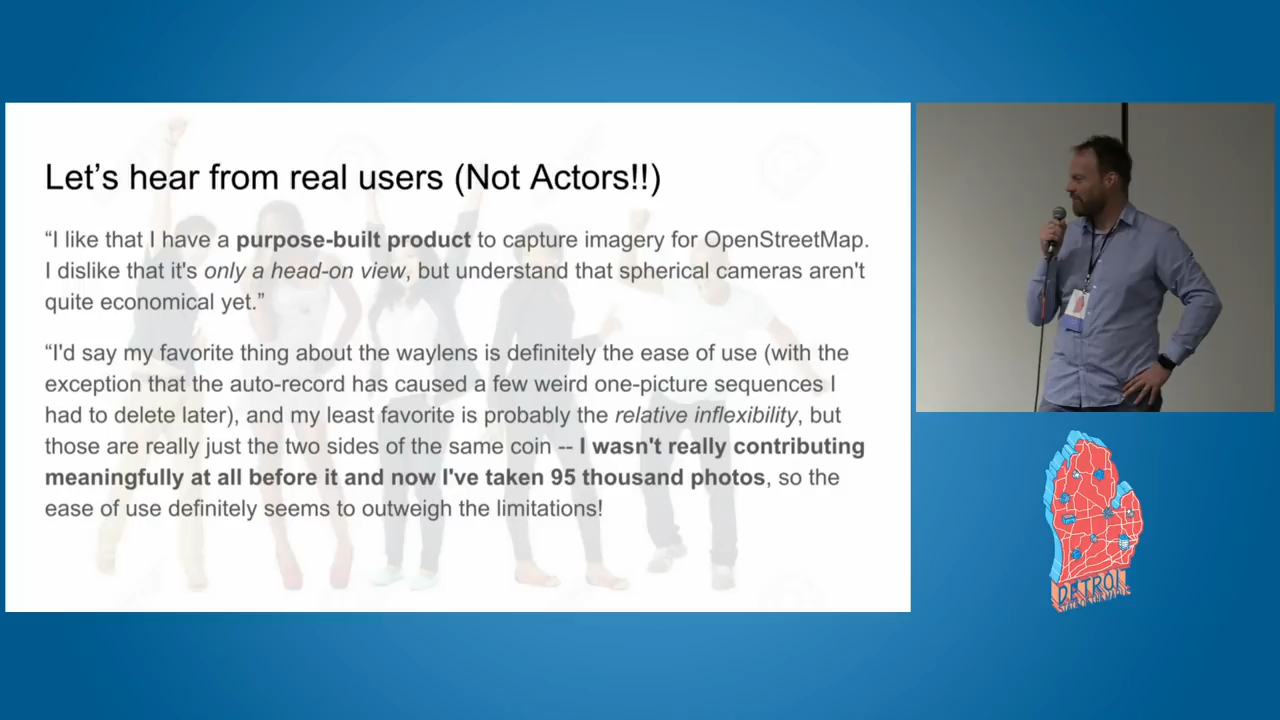 Let's hear from real users (Not Actors!!)
“I like that I have a purpose-built product to capture imagery for OpenStreetMap.
I dislike that it's only a head-on view, but understand that spherical cameras aren't
quite economical yet.”
“I'd say my favorite thing about the waylens is definitely the ease of use (with the
exception that the auto-record has caused a few weird one-picture sequences I
had to delete later), and my least favorite is probably the relative inflexibility, but
those are really just the two sides of the same coin -- I wasn't really contributing
meaningfully at all before it and now I've taken 95 thousand photos, so the
ease of use definitely seems to outweigh the limitations!
DETROIT
STATE OF THE MAP US